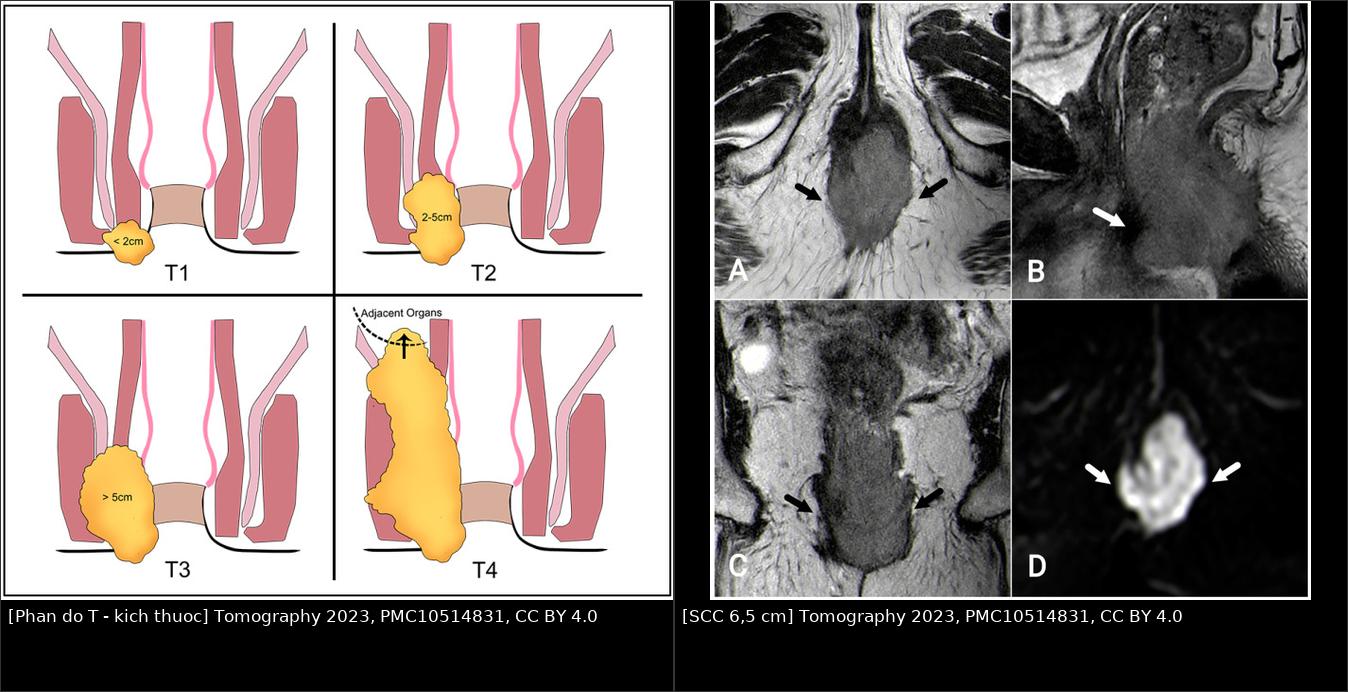 < 2cm
T1
2-5cm
T2
> 5cm
T3
Adjacent Organs
T4
[Phan do T - kich thuoc] Tomography 2023, PMC10514831, CC BY 4.0
A
B
C
D
[SCC 6,5 cm] Tomography 2023, PMC10514831, CC BY 4.0